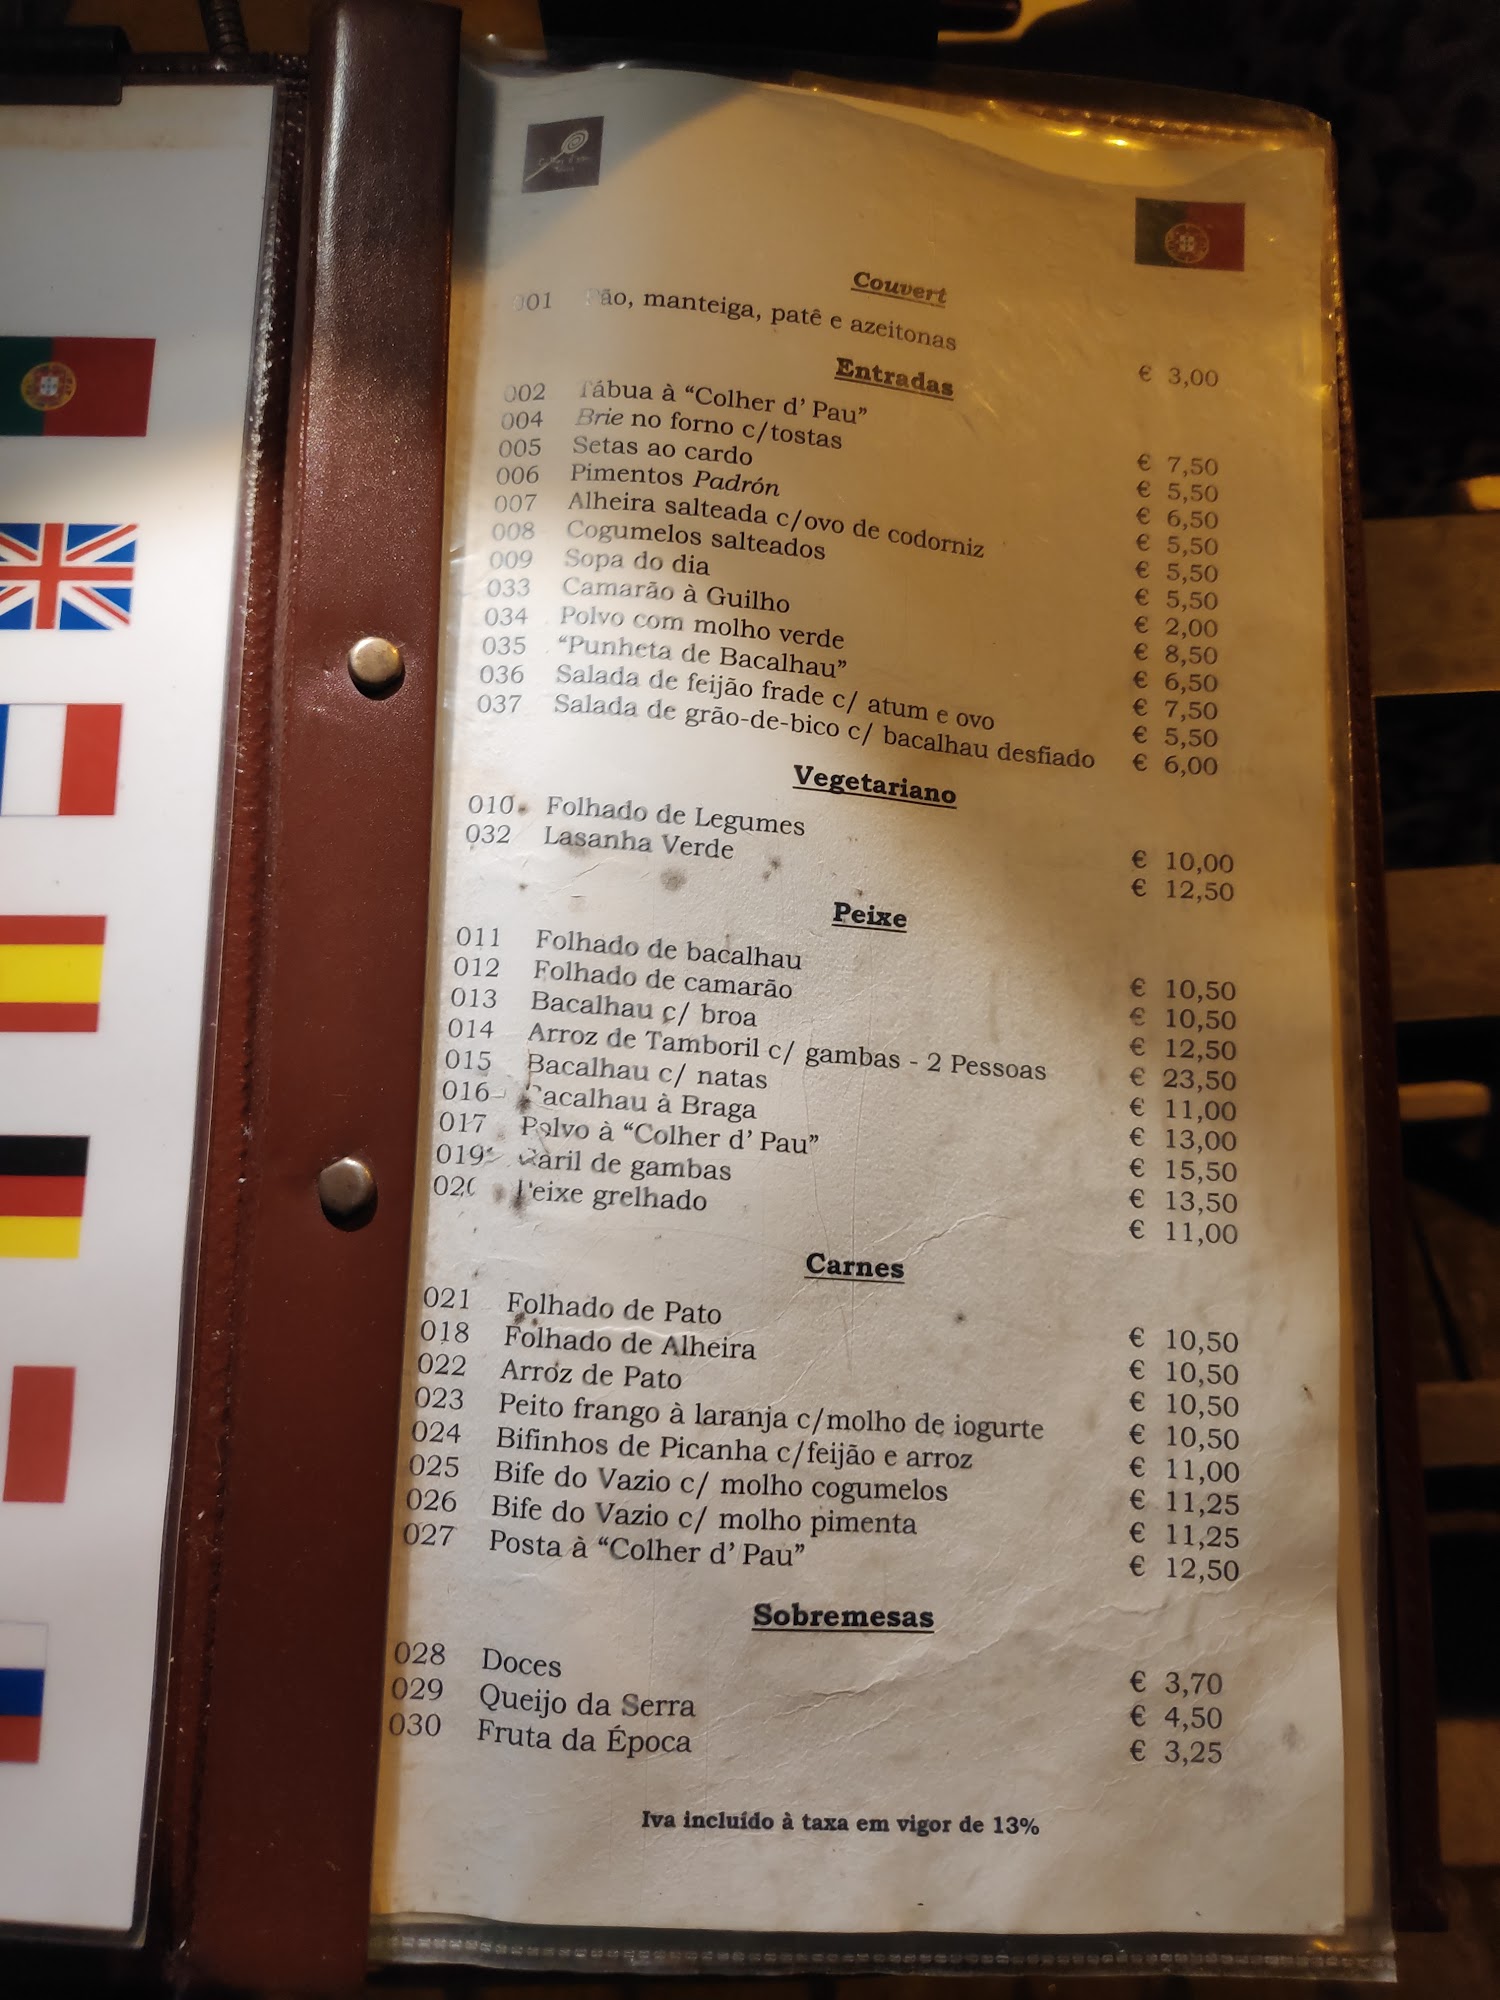 Couvert
001 Pão, manteiga, patê e azeitonas € 3,00
Entradas
002 Tábua à “Colher d’ Pau” € 7,50
004 Brie no forno c/tostas € 5,50
005 Setas ao cardo € 6,50
006 Pimentos Padrón € 5,50
007 Alheira salteada c/ovo de codorniz € 5,50
008 Cogumelos salteados € 5,50
009 Sopa do dia € 2,00
033 Camarão à Guilho € 8,50
034 Polvo com molho verde € 6,50
035 “Punheta de Bacalhau” € 7,50
036 Salada de feijão frade c/ atum e ovo € 5,50
037 Salada de grão-de-bico c/ bacalhau desfiado € 6,00
Vegetariano
010 Folhado de Legumes € 10,00
032 Lasanha Verde € 12,50
Peixe
011 Folhado de bacalhau € 10,50
012 Folhado de camarão € 10,50
013 Bacalhau c/ broa € 12,50
014 Arroz de Tamboril c/ gambas - 2 Pessoas € 23,50
015 Bacalhau c/ natas € 11,00
016 Bacalhau à Braga € 13,00
017 Polvo à “Colher d’ Pau” € 15,50
019 Caril de gambas € 13,50
020 Peixe grelhado € 11,00
Carnes
021 Folhado de Pato € 10,50
018 Folhado de Alheira € 10,50
022 Arroz de Pato € 10,50
023 Peito frango à laranja c/molho de iogurte € 10,50
024 Bifinhos de Picanha c/feijão e arroz € 11,00
025 Bife do Vazio c/ molho cogumelos € 11,25
026 Bife do Vazio c/ molho pimenta € 11,25
027 Posta à “Colher d’ Pau” € 12,50
Sobremesas
028 Doces € 3,70
029 Queijo da Serra € 4,50
030 Fruta da Época € 3,25
Iva incluído à taxa em vigor de 13%